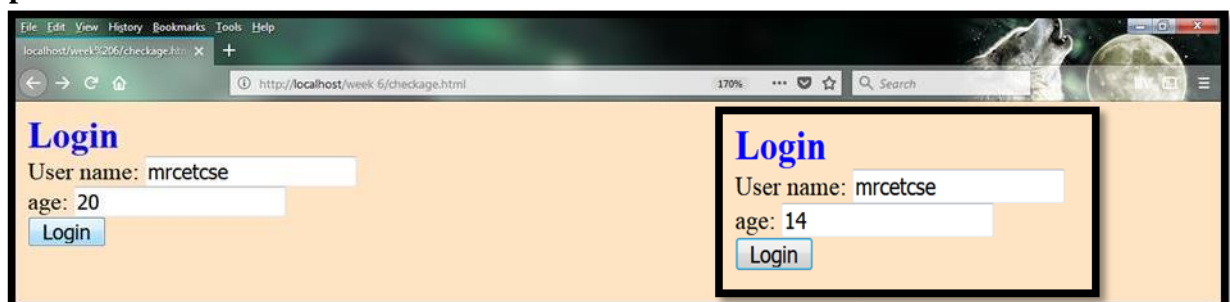 File Edit View History Bookmarks Tools Help
localhost/week%206/checkage.htm
http://localhost/week 6/checkage.html 170% Search
Login
User name: mrcetcse
age: 20
Login
Login
User name: mrcetcse
age: 14
Login